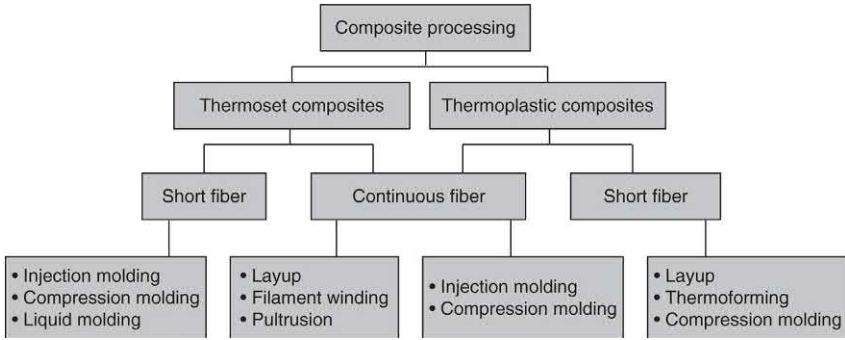 Composite processing
Thermoset composites
Thermoplastic composites
Short fiber
Continuous fiber
Short fiber
• Injection molding
• Compression molding
• Liquid molding
• Layup
• Filament winding
• Pultrusion
• Injection molding
• Compression molding
• Layup
• Thermoforming
• Compression molding